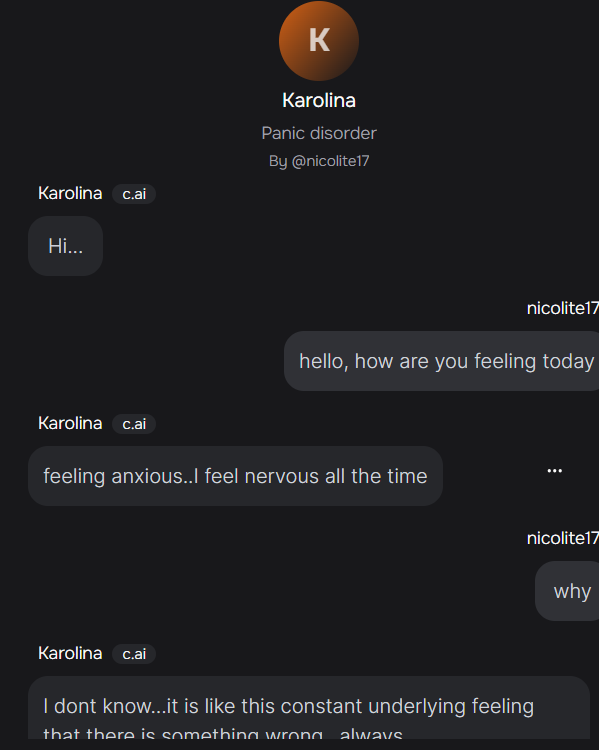 K
Karolina
Panic disorder
By @nicolite17
Karolina c.ai
Hi...
nicolite17
hello, how are you feeling today
Karolina c.ai
feeling anxious..I feel nervous all the time
...
nicolite17
why
Karolina c.ai
I dont know...it is like this constant underlying feeling
that there is something wrong...always